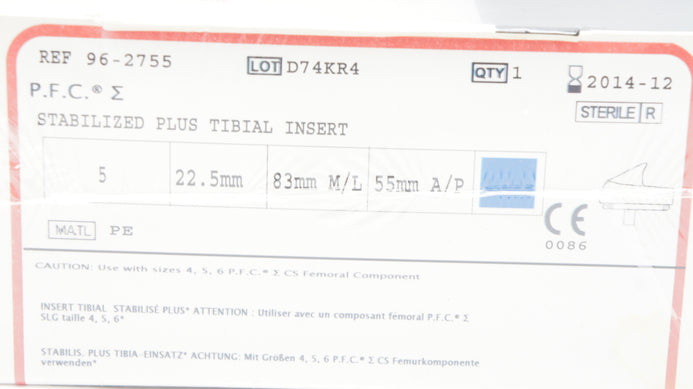 REF 96-2755
LOT D74KR4
QTY 1
2014-12
P.F.C.® Σ
STERILE R
STABILIZED PLUS TIBIAL INSERT
5 22.5mm 83mm M/L 55mm A/P
CE
0086
MATL PE
CAUTION: Use with sizes 4, 5, 6 P.F.C.® Σ CS Femoral Component
INSERT TIBIAL STABILISÉ PLUS* ATTENTION : Utiliser avec un composant fémoral P.F.C.® Σ
SLG taille 4, 5, 6*
STABILIS. PLUS TIBIA-EINSATZ* ACHTUNG: Mit Größen 4, 5, 6 P.F.C.® Σ CS Femurkomponente
verwenden*